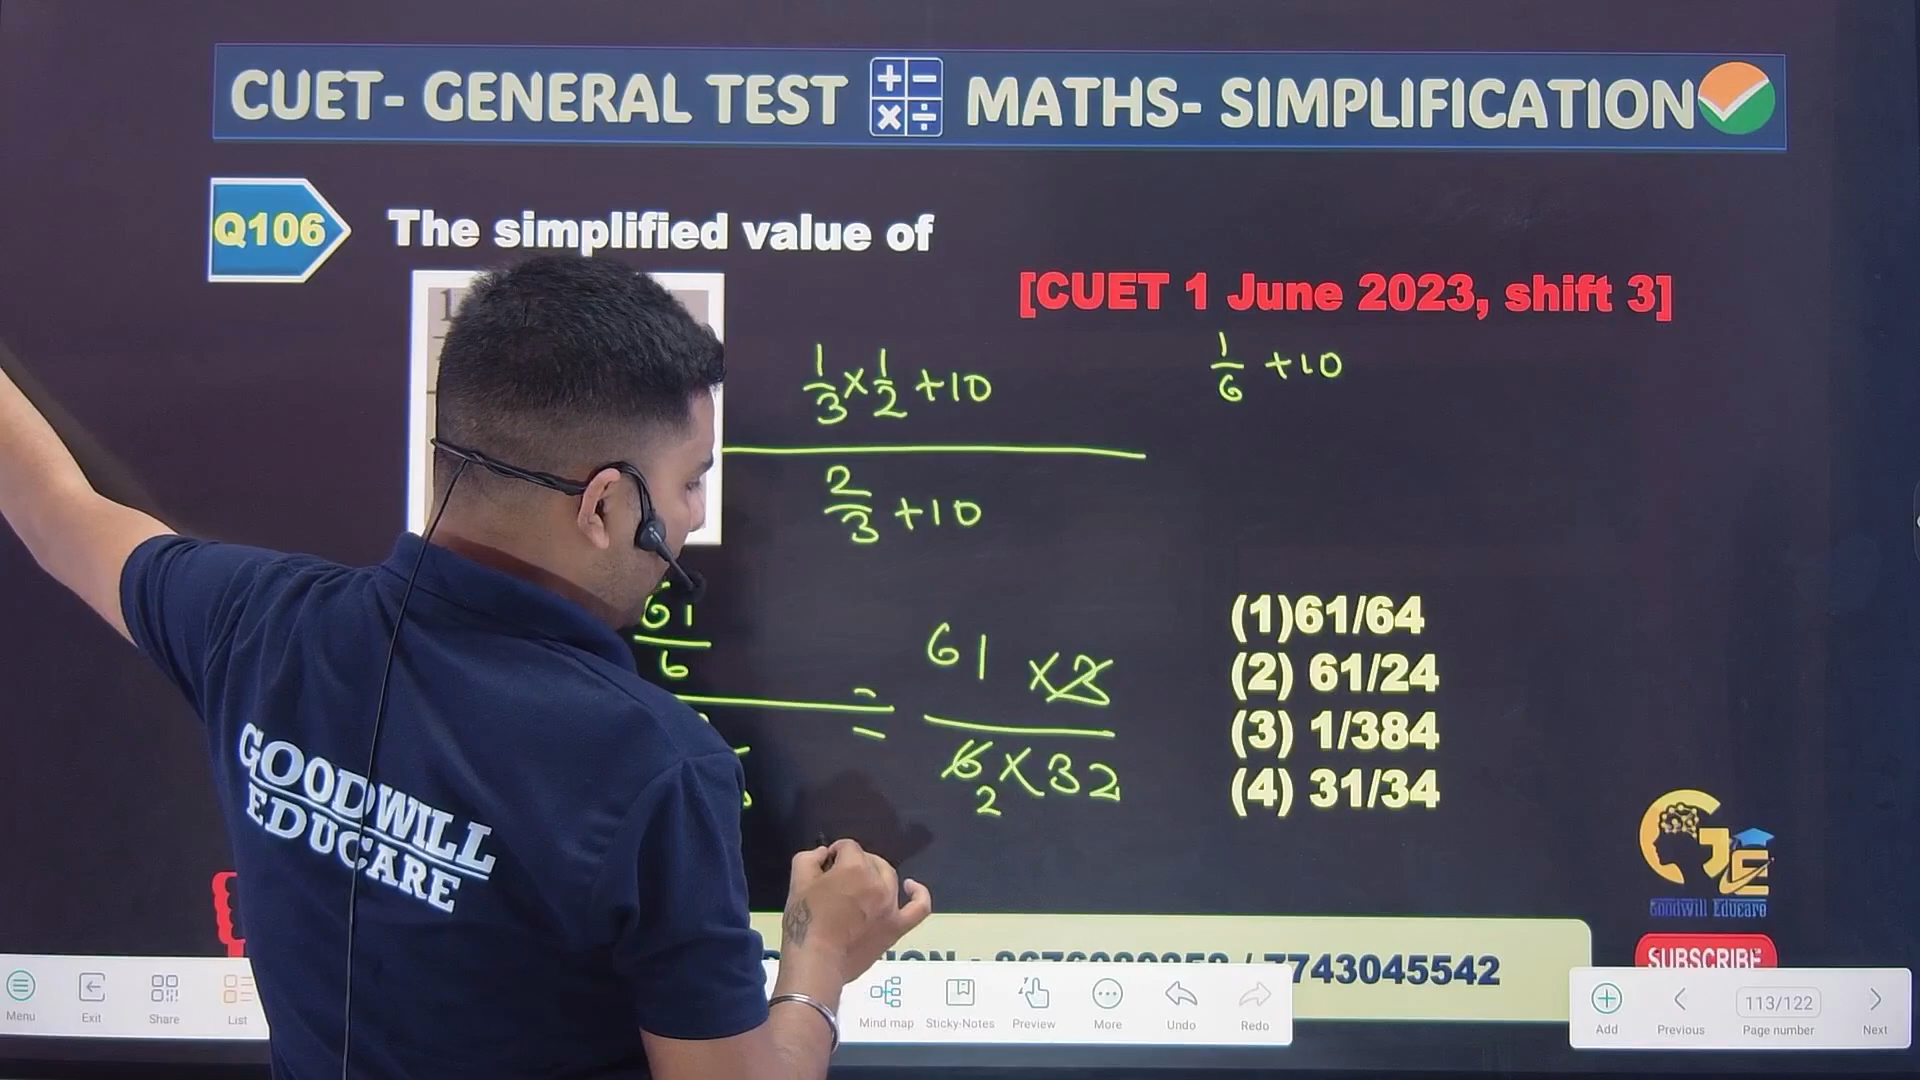 CUET- GENERAL TEST + − × ÷ MATHS- SIMPLIFICATION
Q106 The simplified value of
[CUET 1 June 2023, shift 3]
1/3 × 1/2 + 10
2/3 + 10
1/6 + 10
61/6
=
61 × 3
6 × 32
2
(1)61/64
(2) 61/24
(3) 1/384
(4) 31/34
GOODWILL
EDUCARE
GE
Goodwill Educare
SUBSCRIBE
7743045542
Menu
Exit
Share
List
Mind map
Sticky-Notes
Preview
More
Undo
Redo
Add
Previous
113/122
Page number
Next